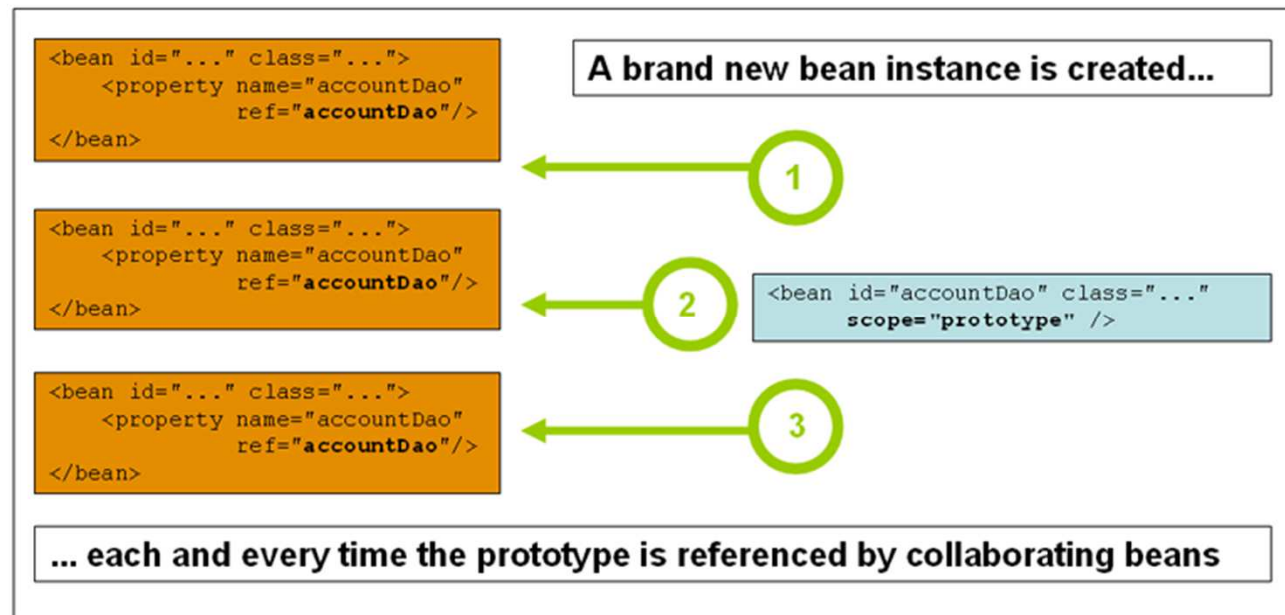 <bean id="..." class="...">
    <property name="accountDao"
              ref="accountDao"/>
</bean>
A brand new bean instance is created...
1
<bean id="..." class="...">
    <property name="accountDao"
              ref="accountDao"/>
</bean>
2
<bean id="accountDao" class="..."
      scope="prototype" />
<bean id="..." class="...">
    <property name="accountDao"
              ref="accountDao"/>
</bean>
3
... each and every time the prototype is referenced by collaborating beans